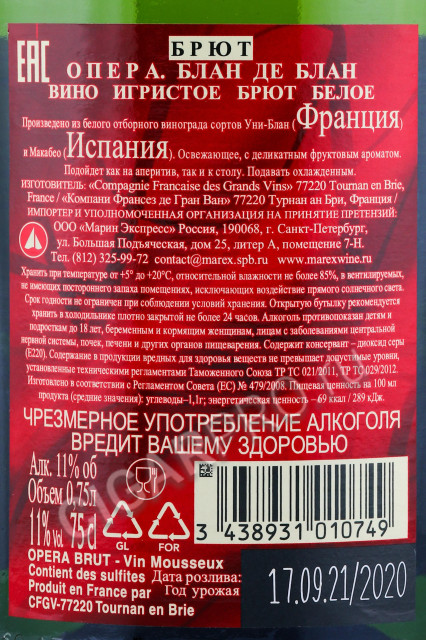 БРЮТ
EAC
ОПЕРА. БЛАН ДЕ БЛАН
ВИНО ИГРИСТОЕ БРЮТ БЕЛОЕ
Произведено из белого отборного винограда сортов Уни-Блан (Франция)
и Макабео (Испания). Освежающее, с деликатным фруктовым ароматом.
Подойдет как на аперитив, так и к столу. Подавать охлажденным.
ИЗГОТОВИТЕЛЬ: «Compagnie Francaise des Grands Vins» 77220 Tournan en Brie,
France / «Компани Франсез де Гран Ван» 77220 Турнан ан Бри, Франция /
ИМПОРТЕР И УПОЛНОМОЧЕННАЯ ОРГАНИЗАЦИЯ НА ПРИНЯТИЕ ПРЕТЕНЗИЙ:
ООО «Марин Экспресс» Россия, 190068, г. Санкт-Петербург,
ул. Большая Подьяческая, дом 25, литер А, помещение 7-Н.
Тел. (812) 325-99-72 contact@marex.spb.ru www.marexwine.ru
Хранить при температуре от +5° до +20°С, относительной влажности не более 85%, в вентилируемых,
не имеющих постороннего запаха помещениях, исключающих воздействие прямого солнечного света.
Срок годности не ограничен при соблюдении условий хранения. Открытую бутылку рекомендуется
хранить в холодильнике плотно закрытой не более 24 часов. Алкоголь противопоказан детям и
подросткам до 18 лет, беременным и кормящим женщинам, лицам с заболеваниями центральной
нервной системы, почек, печени и других органов пищеварения. Содержит консервант – диоксид серы
(Е220). Содержание в продукции вредных для здоровья веществ не превышает допустимые уровни,
установленные техническими регламентами Таможенного Союза ТР ТС 021/2011, 029/2012.
Изготовлено в соответствии с Регламентом Совета (ЕС) № 479/2008. Пищевая ценность на 100 мл
продукта (средние значения): углеводы–1,1г; энергетическая ценность – 69 ккал / 289 кДж.
ЧРЕЗМЕРНОЕ УПОТРЕБЛЕНИЕ АЛКОГОЛЯ
ВРЕДИТ ВАШЕМУ ЗДОРОВЬЮ
Алк. 11% об
Объем 0,75л
11% Vol. 75 cl
GL FOR
3 438931 010749
OPERA BRUT - Vin Mousseux
Contient des sulfites
Produit en France par
CFGV-77220 Tournan en Brie
Дата розлива:
Год урожая
17.09.21/2020